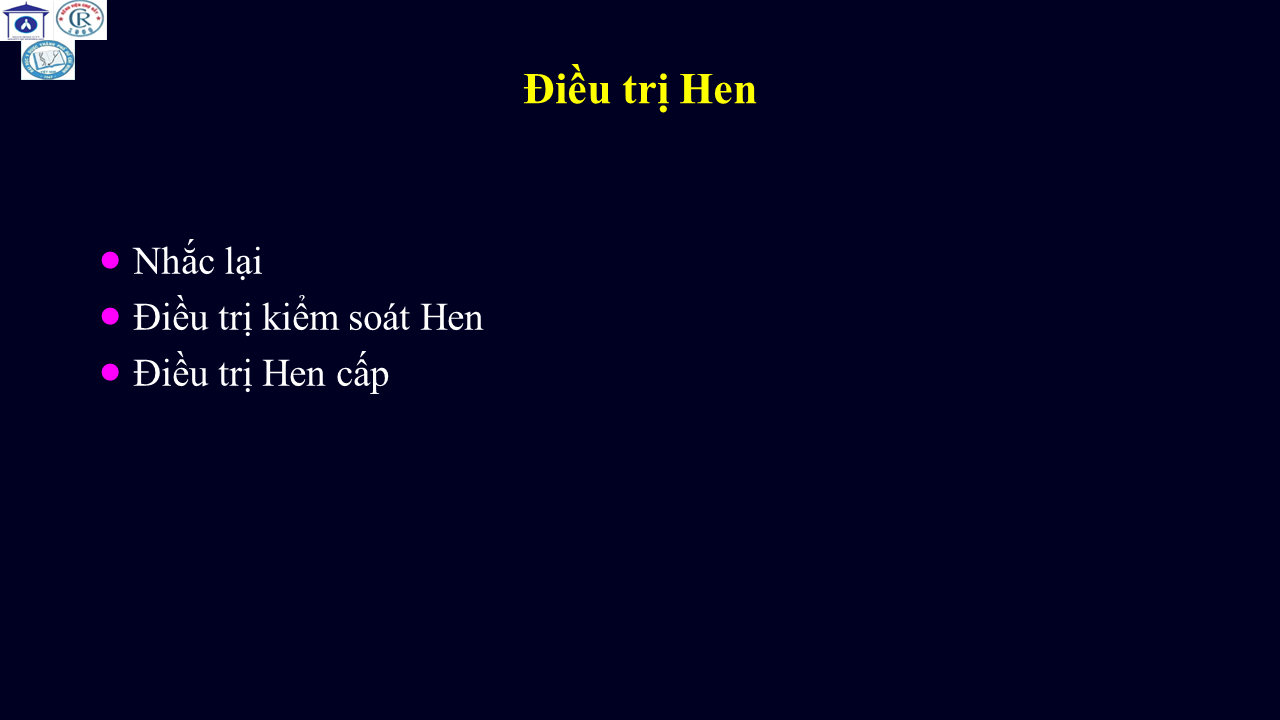 Điều trị Hen
Nhắc lại
Điều trị kiểm soát Hen
Điều trị Hen cấp